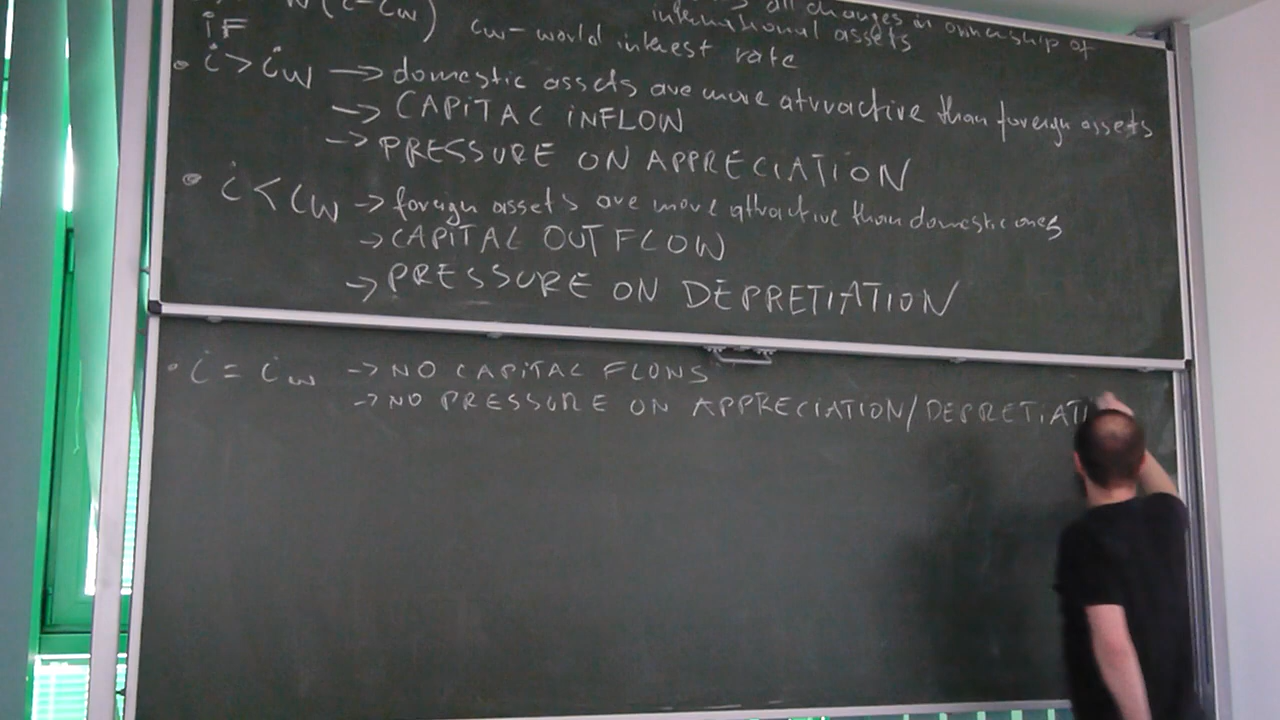 (i-iw)
all changes in ownership of
international assets
iw - world interest rate
iF
• i > iw → domestic assets are more atvractive than foreign assets
→ CAPITAL INFLOW
→ PRESSURE ON APPRECIATION
• i < iw → foreign assets are more attractive than domestic ones
→ CAPITAL OUTFLOW
→ PRESSURE ON DEPRETIATION
• i = iw → NO CAPITAL FLOWS
→ NO PRESSURE ON APPRECIATION/DEPRETIATI